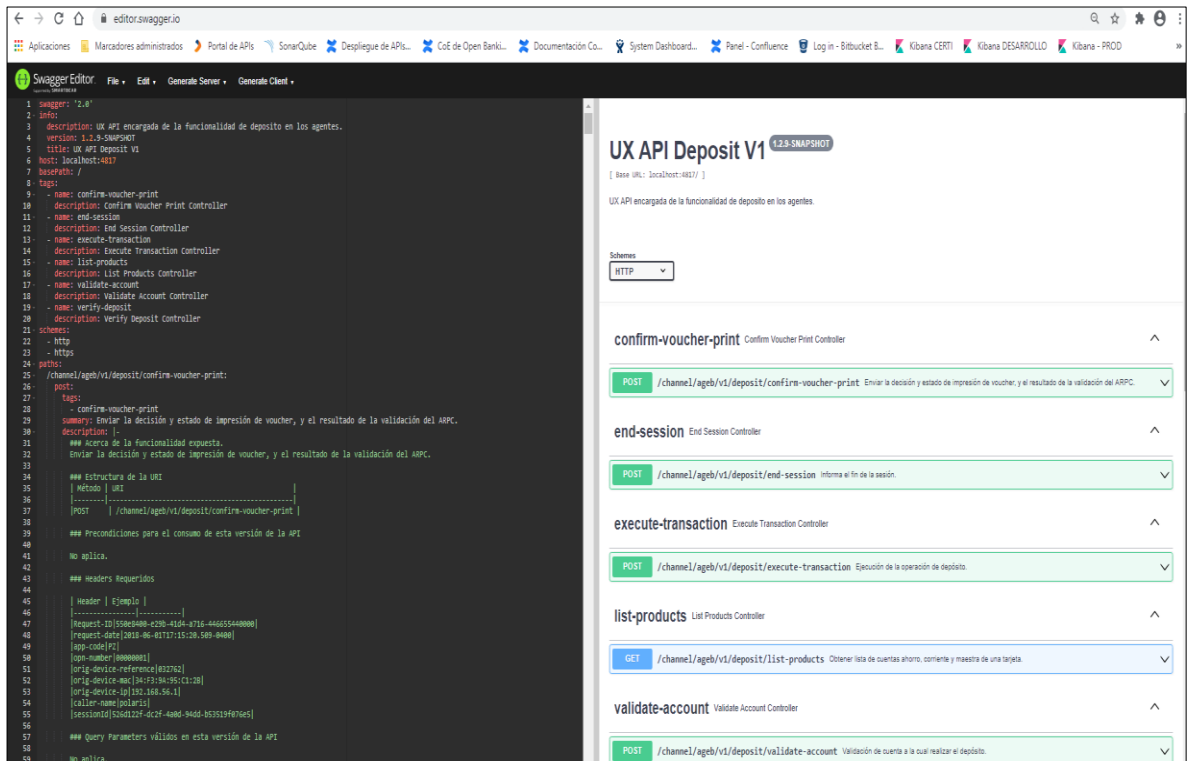 editor.swagger.io
Aplicaciones Marcadores administrados Portal de APIs SonarQube Despliegue de APIs... CoE de Open Banki... Documentación Co... System Dashboard... Panel - Confluence Log in - Bitbucket B... Kibana CERTI Kibana DESARROLLO Kibana - PROD »
Swagger Editor. File Edit Generate Server Generate Client
Supported by SMARTBEAR
1 swagger: '2.0'
2 info:
3 description: UX API encargada de la funcionalidad de deposito en los agentes.
4 version: 1.2.9-SNAPSHOT
5 title: UX API Deposit V1
6 host: localhost:4817
7 basePath: /
8 tags:
9 - name: confirm-voucher-print
10 description: Confirm Voucher Print Controller
11 - name: end-session
12 description: End Session Controller
13 - name: execute-transaction
14 description: Execute Transaction Controller
15 - name: list-products
16 description: List Products Controller
17 - name: validate-account
18 description: Validate Account Controller
19 - name: verify-deposit
20 description: Verify Deposit Controller
21 schemes:
22 - http
23 - https
24 paths:
25 /channel/ageb/v1/deposit/confirm-voucher-print:
26 post:
27 tags:
28 - confirm-voucher-print
29 summary: Enviar la decisión y estado de impresión de voucher, y el resultado de la validación del ARPC.
30 description: |-
31 ### Acerca de la funcionalidad expuesta.
32 Enviar la decisión y estado de impresión de voucher, y el resultado de la validación del ARPC.
33
34 ### Estructura de la URI
35 | Método | URI |
36 |--------|----------------------------------------------|
37 |POST | /channel/ageb/v1/deposit/confirm-voucher-print |
38
39 ### Precondiciones para el consumo de esta versión de la API
40
41 No aplica.
42
43 ### Headers Requeridos
44
45 | Header | Ejemplo |
46 |----------------|-----------|
47 |Request-ID|550e8400-e29b-41d4-a716-446655440000|
48 |request-date|2018-06-01T17:15:20.509-0400|
49 |app-code|PI|
50 |opn-number|00000001|
51 |orig-device-reference|032762|
52 |orig-device-mac|34:F3:9A:95:C1:2B|
53 |orig-device-ip|192.168.56.1|
54 |caller-name|polaris|
55 |sessionId|526d122f-dc2f-4a0d-94dd-b53519f076e5|
56
57 ### Query Parameters válidos en esta versión de la API
58
59 No aplica.
UX API Deposit V1 1.2.9-SNAPSHOT
[ Base URL: localhost:4817/ ]
UX API encargada de la funcionalidad de deposito en los agentes.
Schemes
HTTP
confirm-voucher-print Confirm Voucher Print Controller
POST /channel/ageb/v1/deposit/confirm-voucher-print Enviar la decisión y estado de impresión de voucher, y el resultado de la validación del ARPC.
end-session End Session Controller
POST /channel/ageb/v1/deposit/end-session Informa el fin de la sesión.
execute-transaction Execute Transaction Controller
POST /channel/ageb/v1/deposit/execute-transaction Ejecución de la operación de depósito.
list-products List Products Controller
GET /channel/ageb/v1/deposit/list-products Obtener lista de cuentas ahorro, corriente y maestra de una tarjeta.
validate-account Validate Account Controller
POST /channel/ageb/v1/deposit/validate-account Validación de cuenta a la cual realizar el depósito.